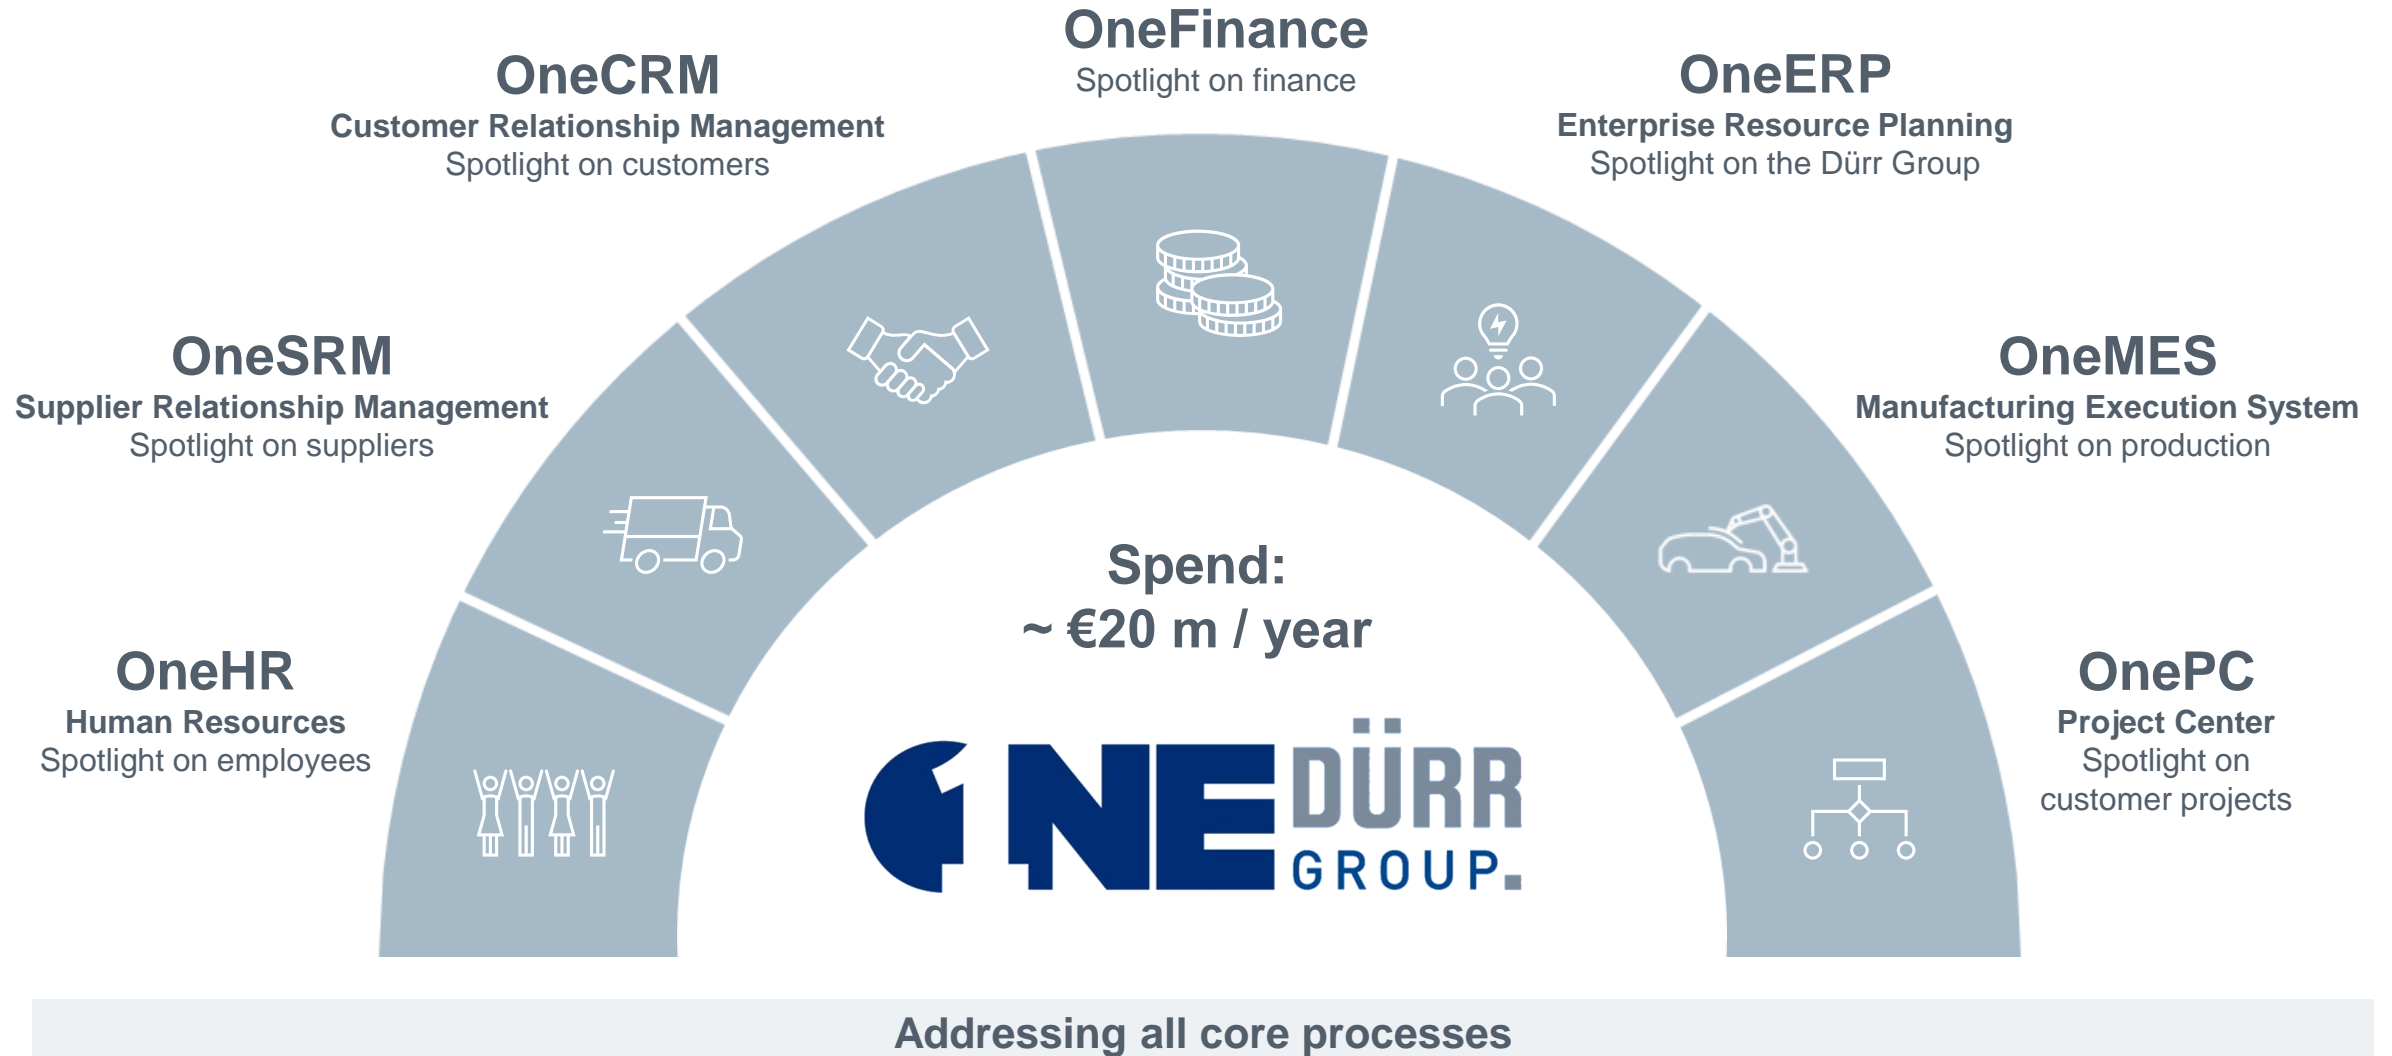 OneFinance
Spotlight on finance
OneCRM
Customer Relationship Management
Spotlight on customers
OneERP
Enterprise Resource Planning
Spotlight on the Dürr Group
OneSRM
Supplier Relationship Management
Spotlight on suppliers
OneMES
Manufacturing Execution System
Spotlight on production
OneHR
Human Resources
Spotlight on employees
OnePC
Project Center
Spotlight on
customer projects
Spend:
~ €20 m / year
ONE DÜRR
GROUP.
Addressing all core processes